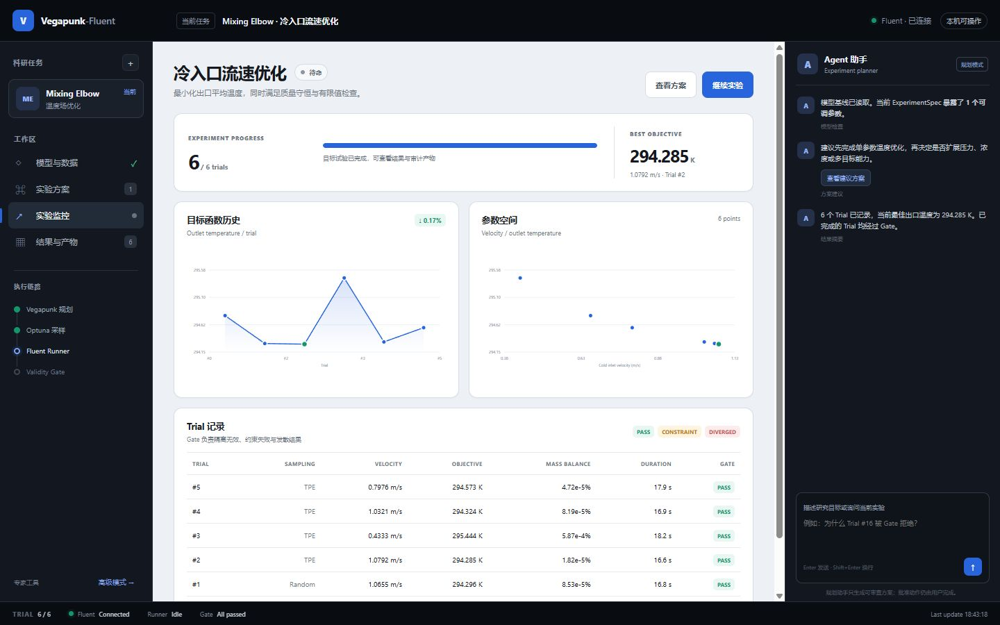 V Vegapunk-Fluent
当前任务 Mixing Elbow · 冷入口流速优化
Fluent · 已连接 本机可操作
科研任务 +
ME Mixing Elbow 当前
温度场优化
工作区
模型与数据 ✓
实验方案 1
实验监控
结果与产物 6
执行链路
Vegapunk 规划
Optuna 采样
Fluent Runner
Validity Gate
专家工具 高级模式 →
冷入口流速优化 待命
最小化出口平均温度，同时满足质量守恒与有限值检查。
查看方案 继续实验
EXPERIMENT PROGRESS
6 / 6 trials
目标试验已完成，可查看结果与审计产物
BEST OBJECTIVE
294.285 K
1.0792 m/s · Trial #2
目标函数历史 ↓ 0.17%
Outlet temperature / trial
295.58
295.10
294.62
294.15
#0 #2 #3 #5
Trial
参数空间 6 points
Velocity / outlet temperature
295.58
295.10
294.62
294.15
0.38 0.63 0.88 1.13
Cold inlet velocity (m/s)
Trial 记录
Gate 负责隔离无效、约束失败与发散结果
PASS CONSTRAINT DIVERGED
TRIAL SAMPLING VELOCITY OBJECTIVE MASS BALANCE DURATION GATE
#5 TPE 0.7976 m/s 294.573 K 4.72e-5% 17.9 s PASS
#4 TPE 1.0321 m/s 294.324 K 8.19e-5% 16.9 s PASS
#3 TPE 0.4333 m/s 295.444 K 5.87e-4% 18.2 s PASS
#2 TPE 1.0792 m/s 294.285 K 1.82e-5% 16.6 s PASS
#1 Random 1.0655 m/s 294.296 K 8.53e-5% 16.8 s PASS
A Agent 助手
Experiment planner
规划模式
A 模型基线已读取。当前 ExperimentSpec 暴露了 1 个可
调参数。
模型检查
A 建议先完成单参数温度优化，再决定是否扩展压力、浓
度或多目标能力。
查看建议方案
方案建议
A 6 个 Trial 已记录，当前最佳出口温度为 294.285 K。已
完成的 Trial 均经过 Gate。
结果摘要
描述研究目标或询问当前实验
例如：为什么 Trial #16 被 Gate 拒绝？
Enter 发送 · Shift+Enter 换行 ↑
规划助手只生成可审查方案；批准动作仍由用户完成。
TRIAL 6 / 6 Fluent Connected Runner Idle Gate All passed
Last update 18:43:18